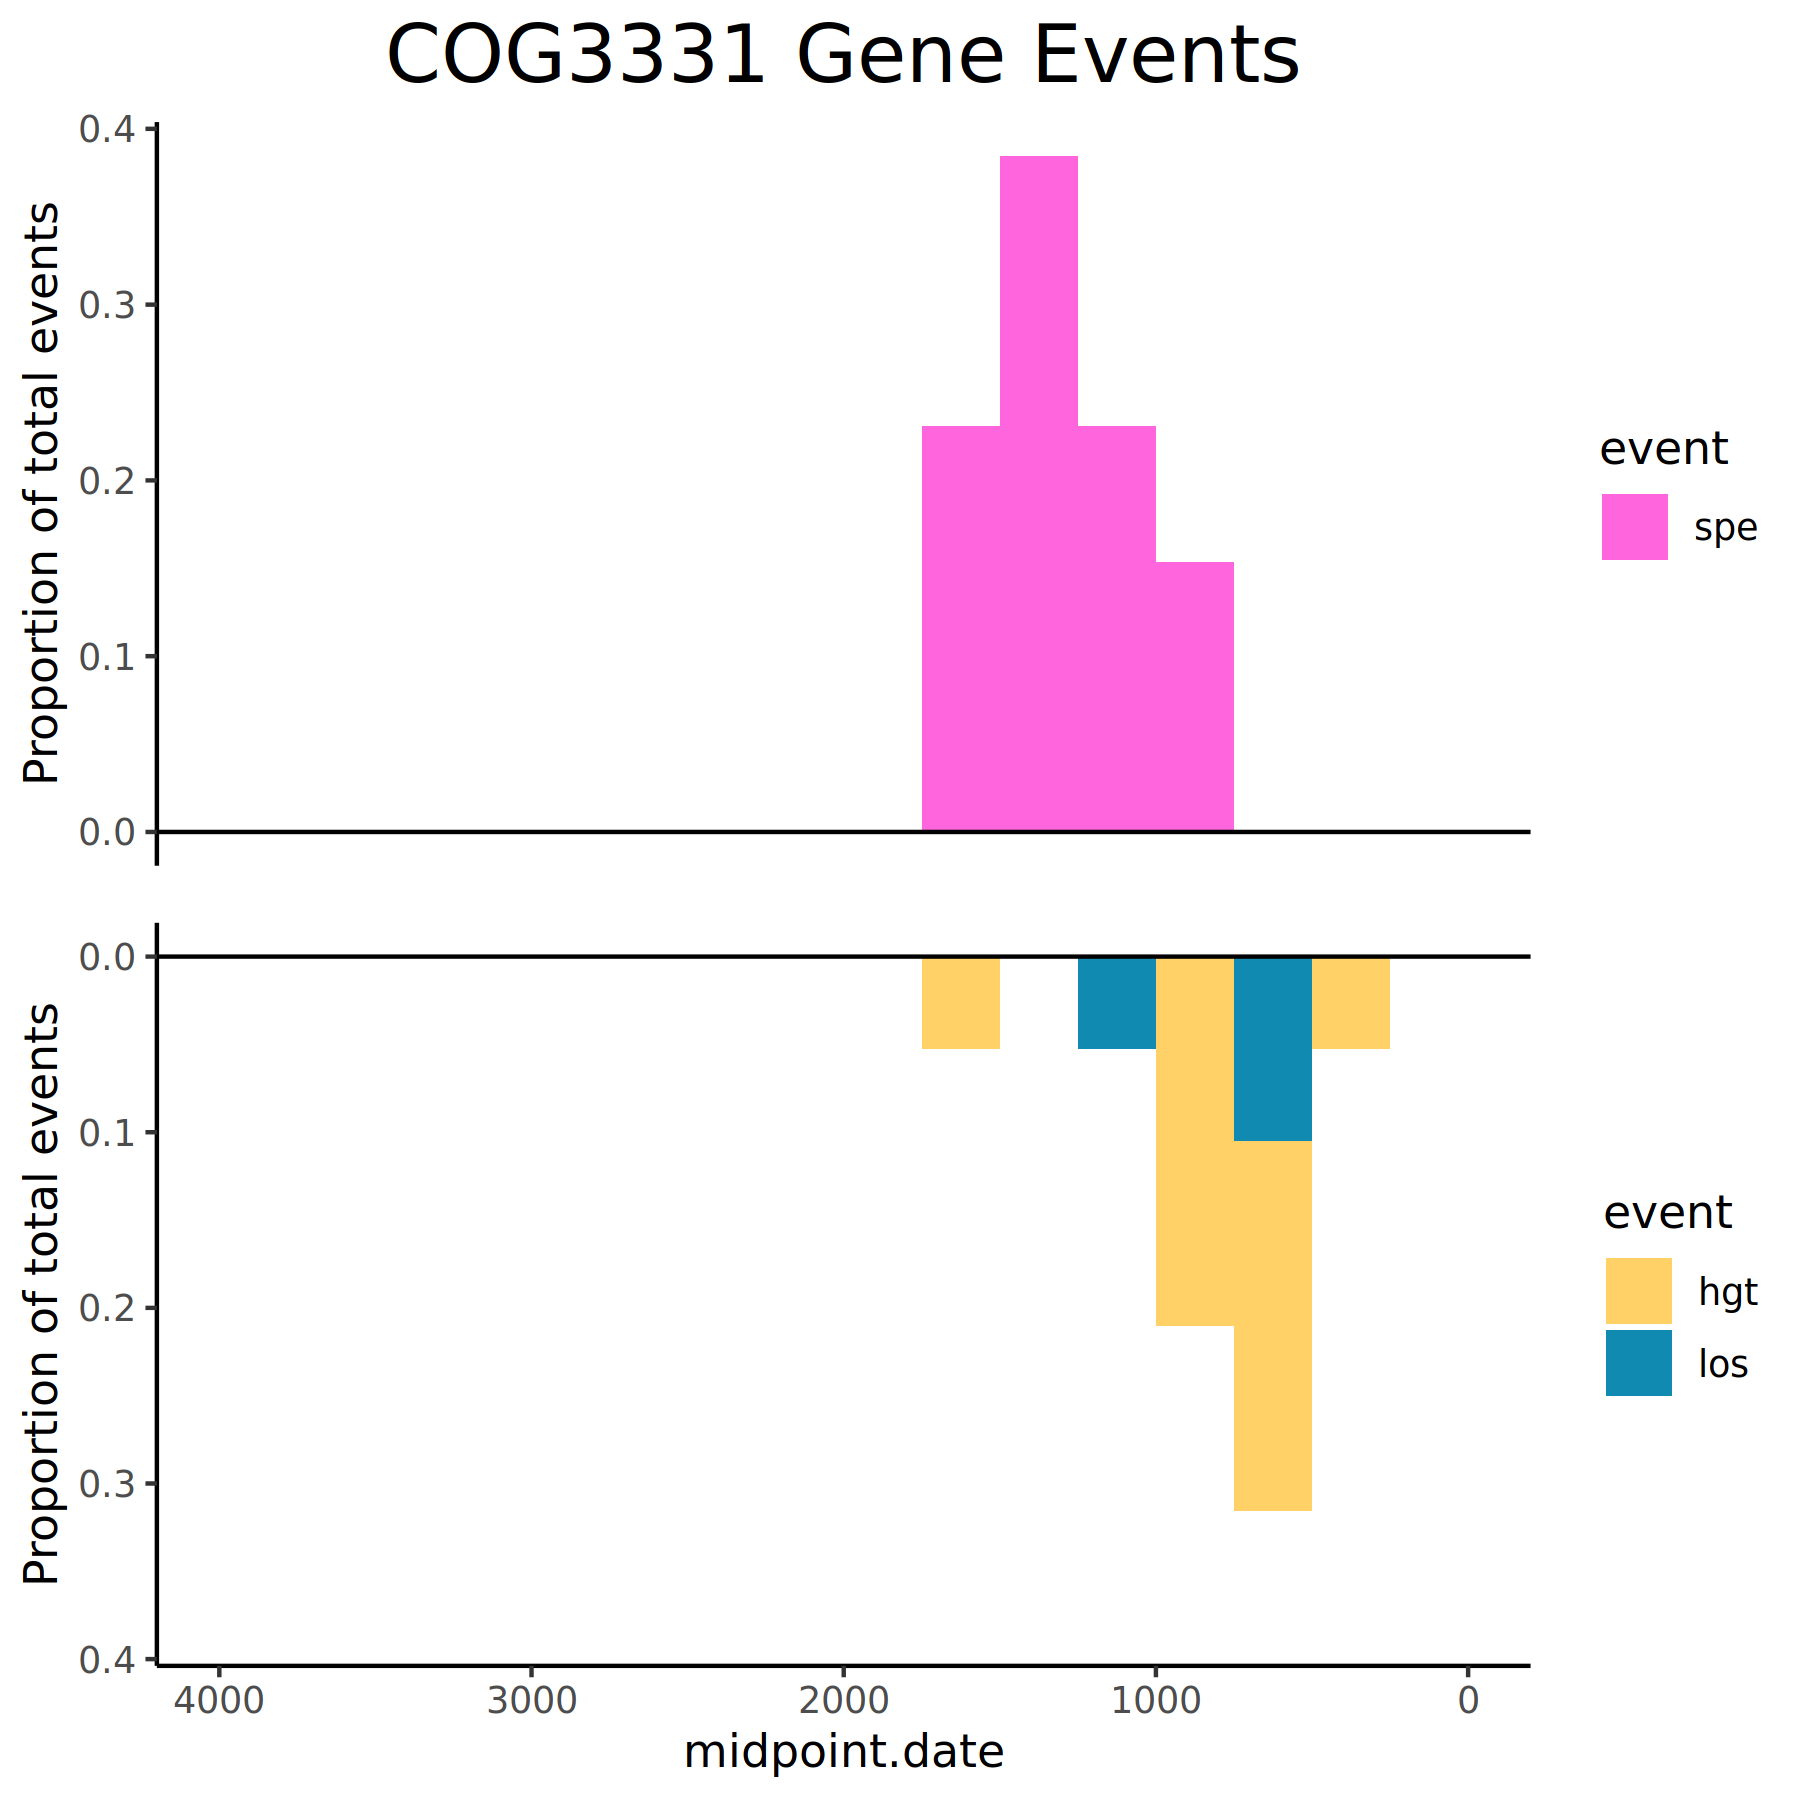 COG3331 Gene Events
Proportion of total events
0.4
0.3
0.2
0.1
0.0
event
spe
Proportion of total events
0.0
0.1
0.2
0.3
0.4
event
hgt
los
4000 3000 2000 1000 0
midpoint.date